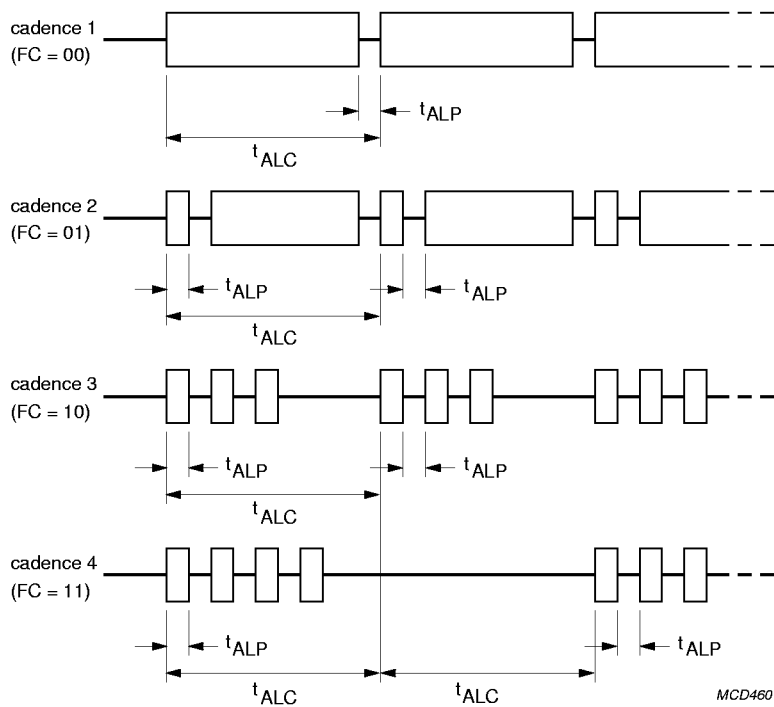 cadence 1
(FC = 00)
tALP
tALC
cadence 2
(FC = 01)
tALP
tALP
tALC
cadence 3
(FC = 10)
tALP
tALP
tALC
cadence 4
(FC = 11)
tALP
tALP
tALC
tALC
MCD460